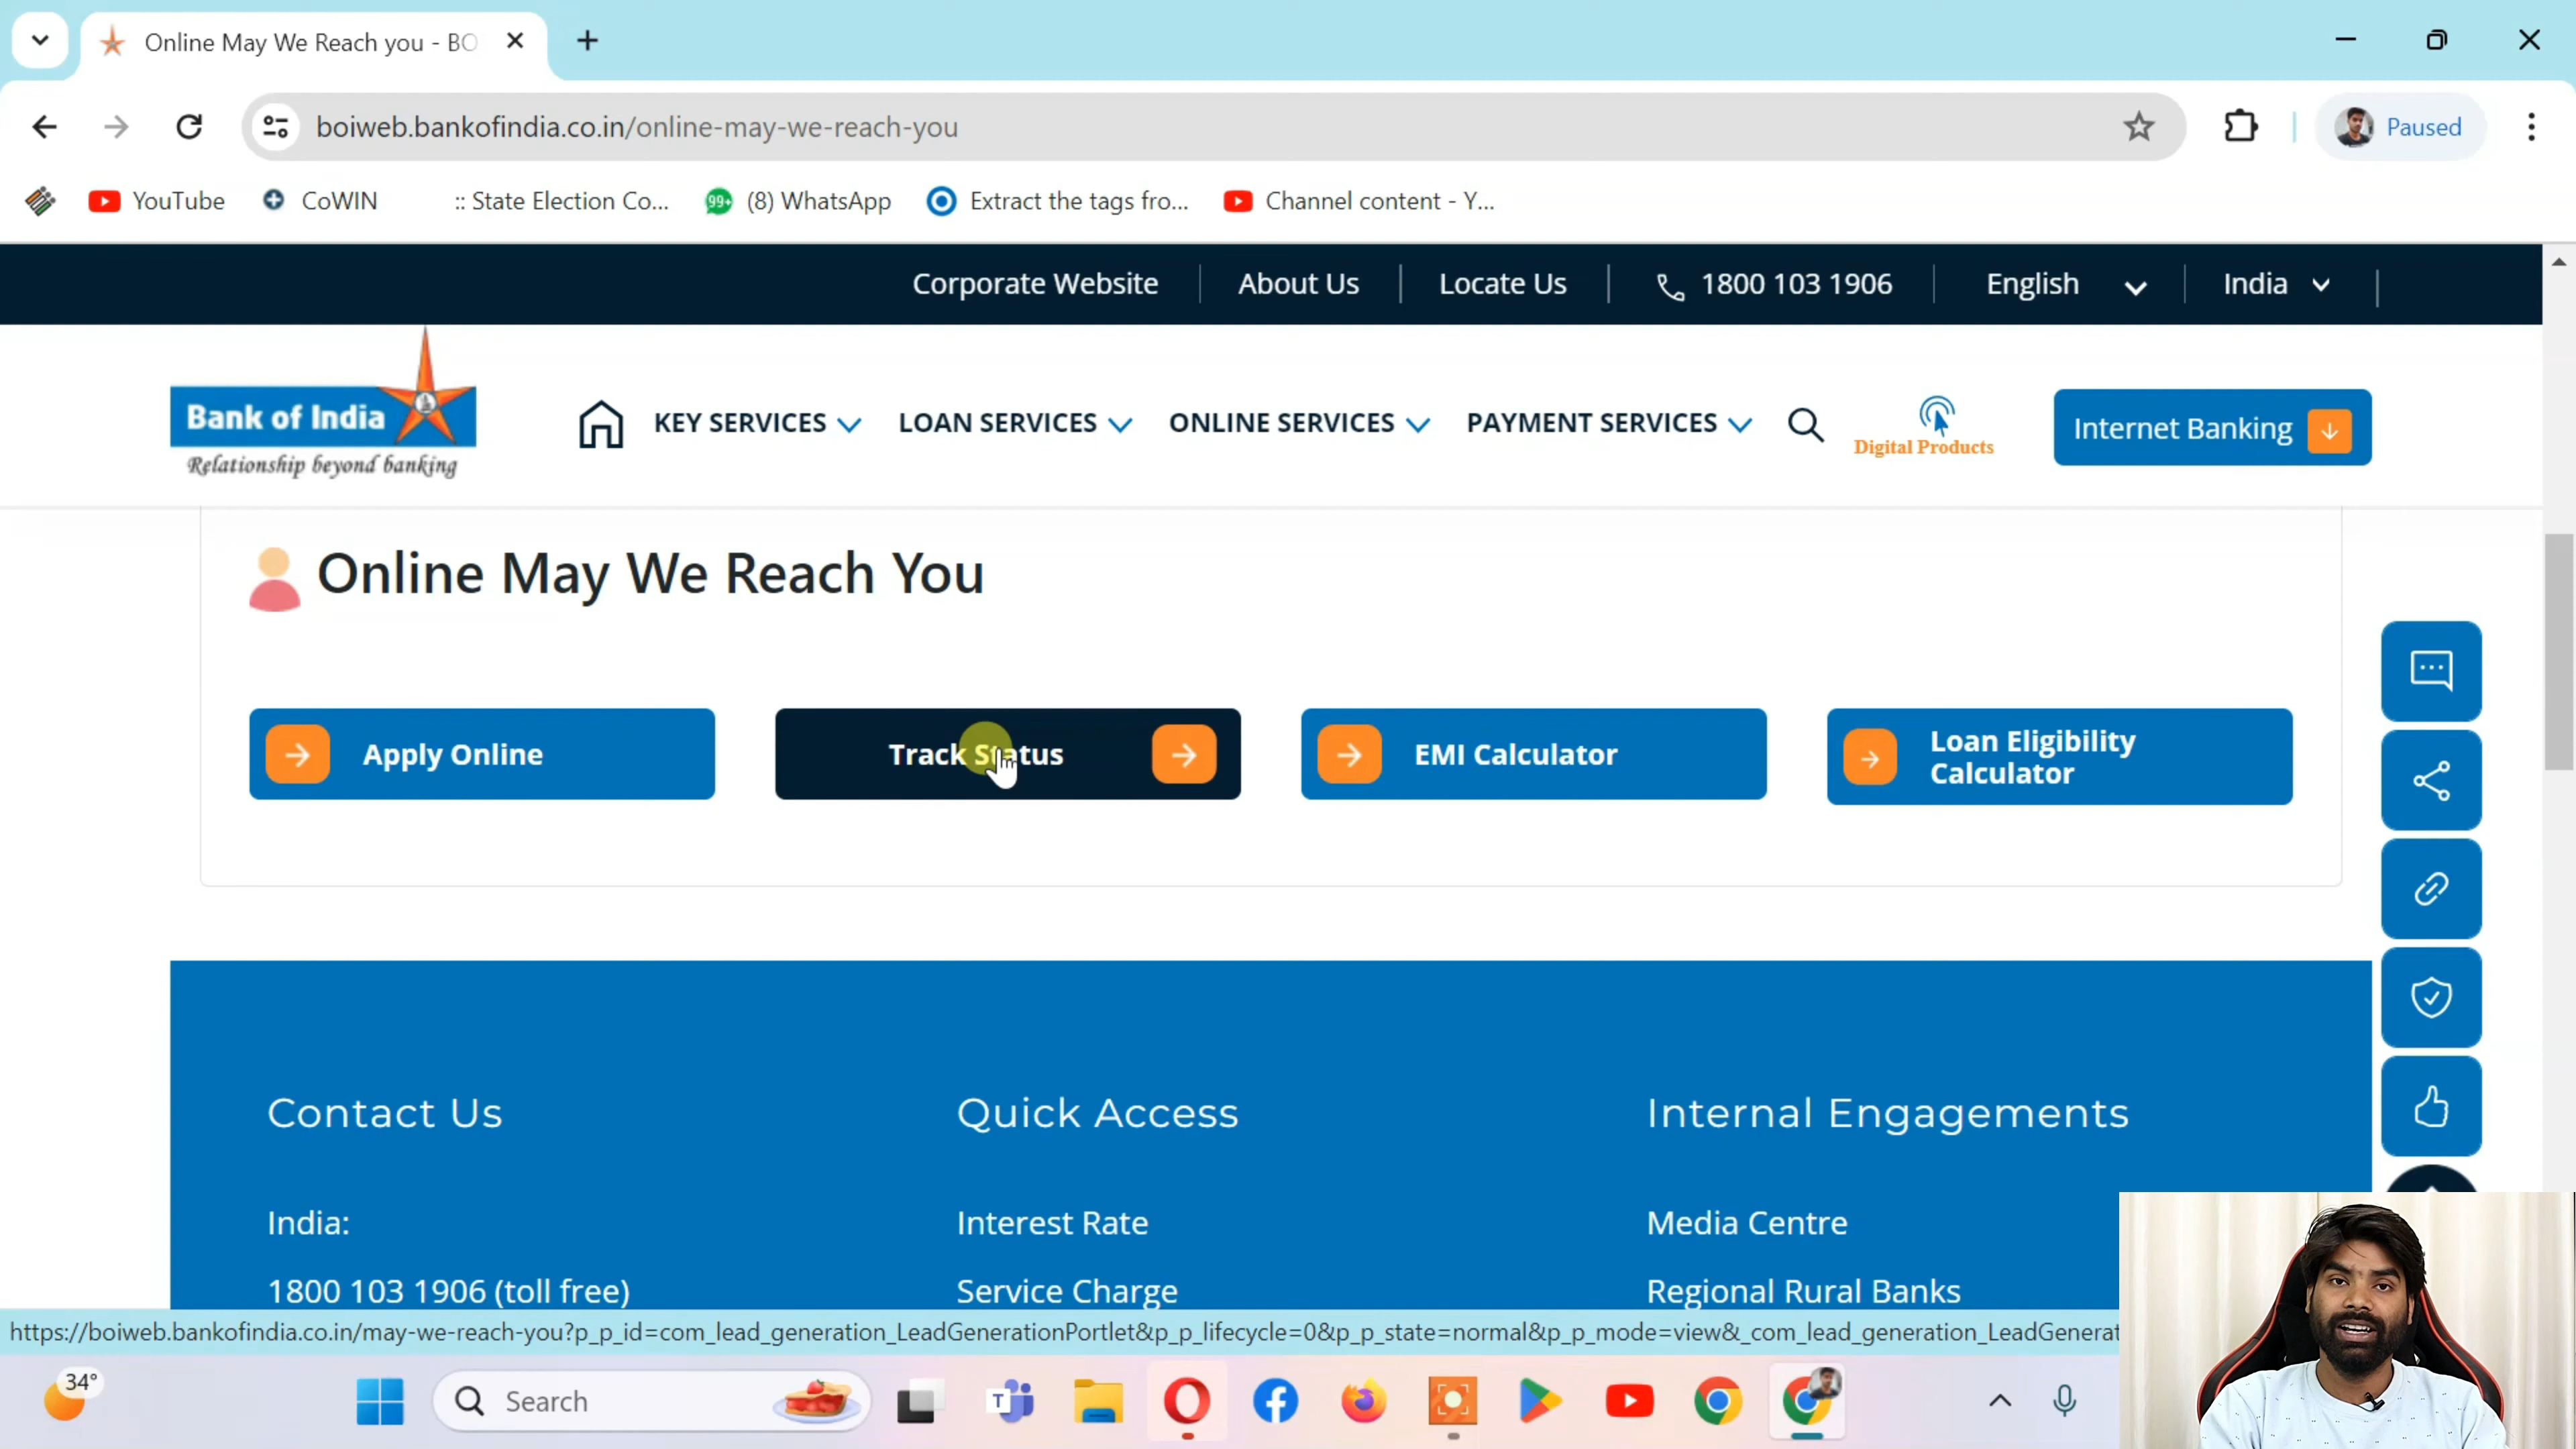 Online May We Reach you - BO
boiweb.bankofindia.co.in/online-may-we-reach-you
Paused
YouTube
CoWIN
:: State Election Co...
99+
(8) WhatsApp
Extract the tags fro...
Channel content - Y...
Corporate Website
About Us
Locate Us
1800 103 1906
English
India
Bank of India
Relationship beyond banking
KEY SERVICES
LOAN SERVICES
ONLINE SERVICES
PAYMENT SERVICES
Digital Products
Internet Banking
Online May We Reach You
Apply Online
Track Status
EMI Calculator
Loan Eligibility
Calculator
Contact Us
Quick Access
Internal Engagements
India:
Interest Rate
Media Centre
1800 103 1906 (toll free)
Service Charge
Regional Rural Banks
https://boiweb.bankofindia.co.in/may-we-reach-you?p_p_id=com_lead_generation_LeadGenerationPortlet&p_p_lifecycle=0&p_p_state=normal&p_p_mode=view&_com_lead_generation_LeadGenerat
34°
Search
T